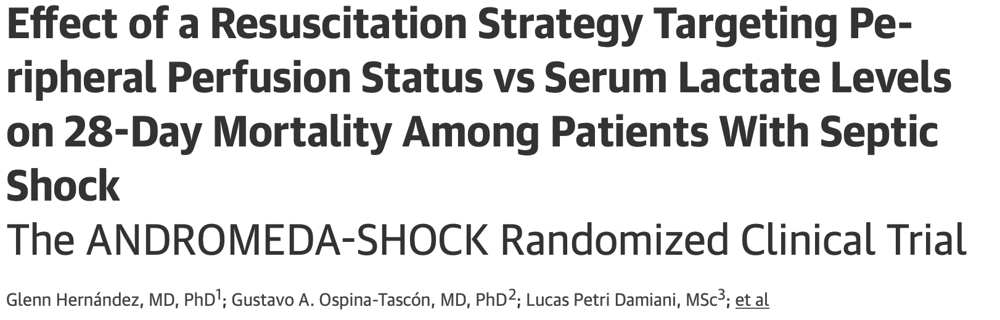 Effect of a Resuscitation Strategy Targeting Pe-
ripheral Perfusion Status vs Serum Lactate Levels
on 28-Day Mortality Among Patients With Septic
Shock
The ANDROMEDA-SHOCK Randomized Clinical Trial
Glenn Hernández, MD, PhD1; Gustavo A. Ospina-Tascón, MD, PhD2; Lucas Petri Damiani, MSc3; et al